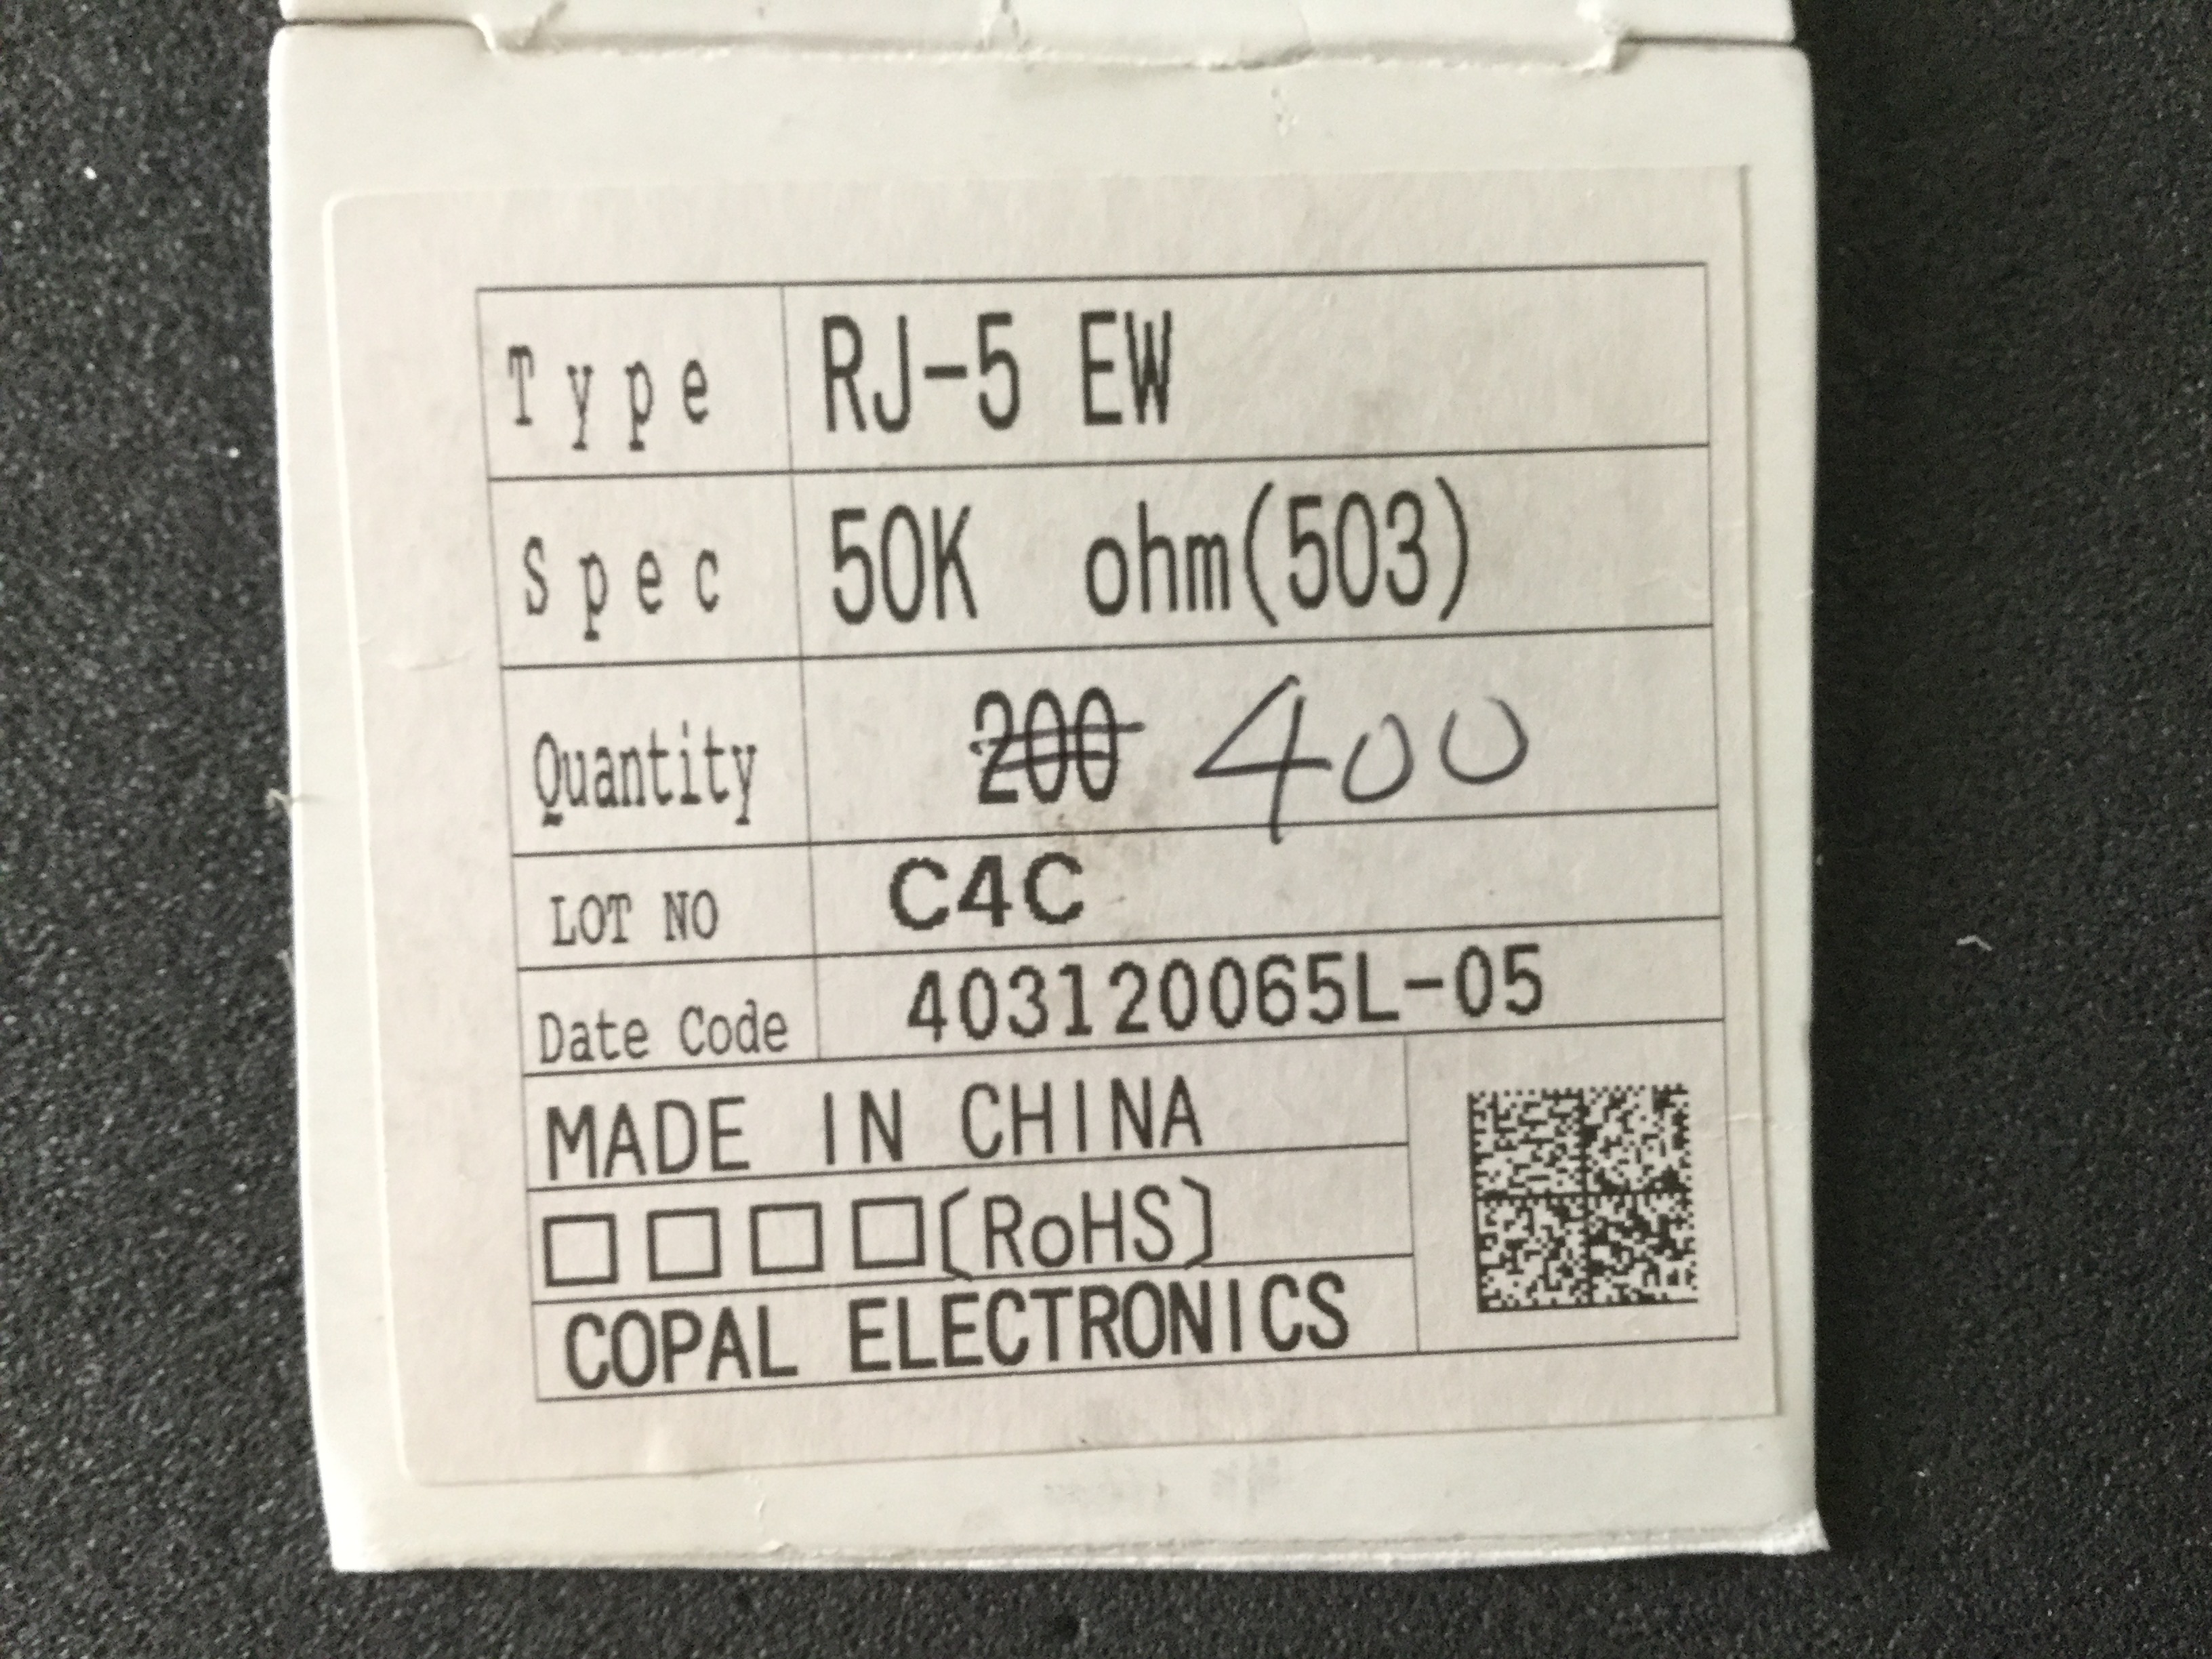 Type RJ-5 EW
Spec 50K ohm(503)
Quantity 200 400
LOT NO C4C
Date Code 403120065L-05
MADE IN CHINA
□□□□(RoHS)
COPAL ELECTRONICS